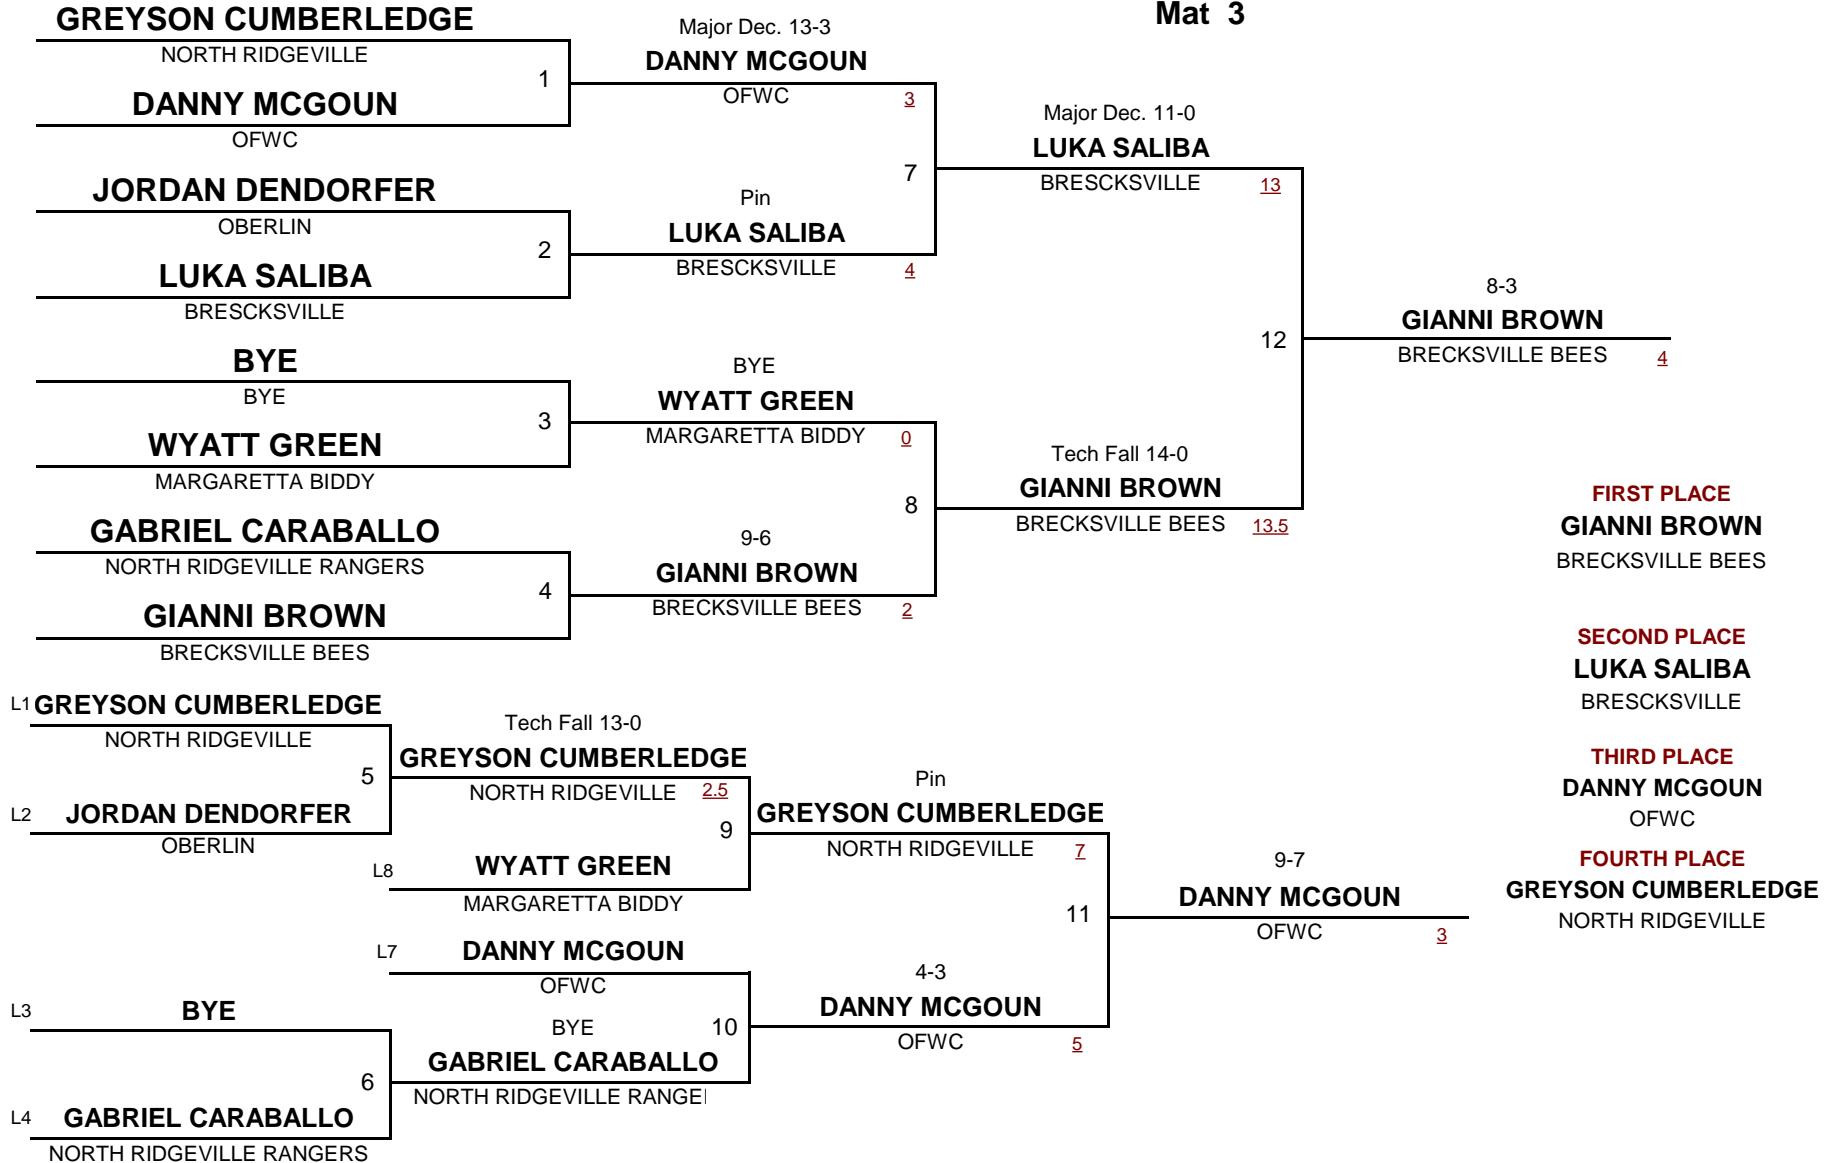 Mat 3
GREYSON CUMBERLEDGE
NORTH RIDGEVILLE
1
DANNY MCGOUN
OFWC
JORDAN DENDORFER
OBERLIN
2
LUKA SALIBA
BRESCKSVILLE
BYE
BYE
3
WYATT GREEN
MARGARETTA BIDDY
GABRIEL CARABALLO
NORTH RIDGEVILLE RANGERS
4
GIANNI BROWN
BRECKSVILLE BEES
Major Dec. 13-3
DANNY MCGOUN
OFWC 3
7
Pin
LUKA SALIBA
BRESCKSVILLE 4
BYE
WYATT GREEN
MARGARETTA BIDDY 0
8
9-6
GIANNI BROWN
BRECKSVILLE BEES 2
Major Dec. 11-0
LUKA SALIBA
BRESCKSVILLE 13
12
Tech Fall 14-0
GIANNI BROWN
BRECKSVILLE BEES 13.5
8-3
GIANNI BROWN
BRECKSVILLE BEES 4
FIRST PLACE
GIANNI BROWN
BRECKSVILLE BEES
SECOND PLACE
LUKA SALIBA
BRESCKSVILLE
THIRD PLACE
DANNY MCGOUN
OFWC
FOURTH PLACE
GREYSON CUMBERLEDGE
NORTH RIDGEVILLE
L1 GREYSON CUMBERLEDGE
NORTH RIDGEVILLE
5
L2 JORDAN DENDORFER
OBERLIN
L3 BYE
6
L4 GABRIEL CARABALLO
NORTH RIDGEVILLE RANGERS
Tech Fall 13-0
GREYSON CUMBERLEDGE
NORTH RIDGEVILLE 2.5
9
L8 WYATT GREEN
MARGARETTA BIDDY
L7 DANNY MCGOUN
OFWC
BYE 10
GABRIEL CARABALLO
NORTH RIDGEVILLE RANGE
Pin
GREYSON CUMBERLEDGE
NORTH RIDGEVILLE 7
11
4-3
DANNY MCGOUN
OFWC 5
9-7
DANNY MCGOUN
OFWC 3